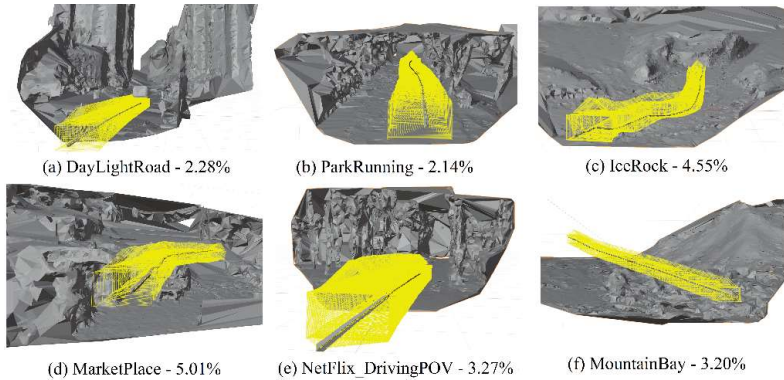 (a) DayLightRoad - 2.28%
(b) ParkRunning - 2.14%
(c) IceRock - 4.55%
(d) MarketPlace - 5.01%
(e) NetFlix_DrivingPOV - 3.27%
(f) MountainBay - 3.20%